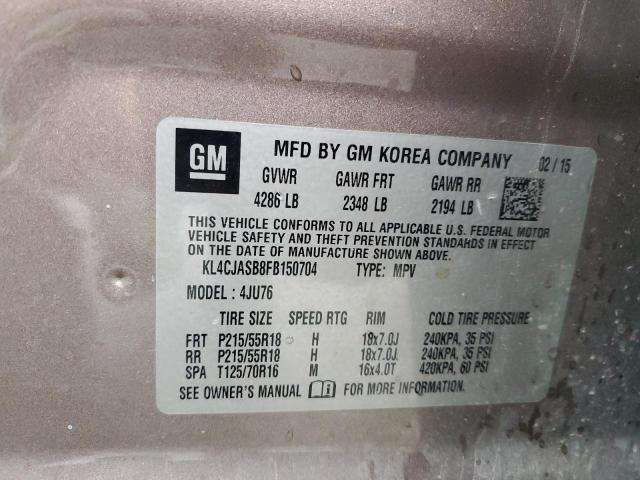 GM
MFD BY GM KOREA COMPANY 02/15
GVWR GAWR FRT GAWR RR
4286 LB 2348 LB 2194 LB
THIS VEHICLE CONFORMS TO ALL APPLICABLE U.S. FEDERAL MOTOR
VEHICLE SAFETY AND THEFT PREVENTION STANDARDS IN EFFECT
ON THE DATE OF MANUFACTURE SHOWN ABOVE.
KL4CJASB8FB150704 TYPE: MPV
MODEL: 4JU76
TIRE SIZE SPEED RTG RIM COLD TIRE PRESSURE
FRT P215/55R18 H 18x7.0J 240KPA, 35 PSI
RR P215/55R18 H 18x7.0J 240KPA, 35 PSI
SPA T125/70R16 M 16x4.0T 420KPA, 60 PSI
SEE OWNER'S MANUAL FOR MORE INFORMATION.